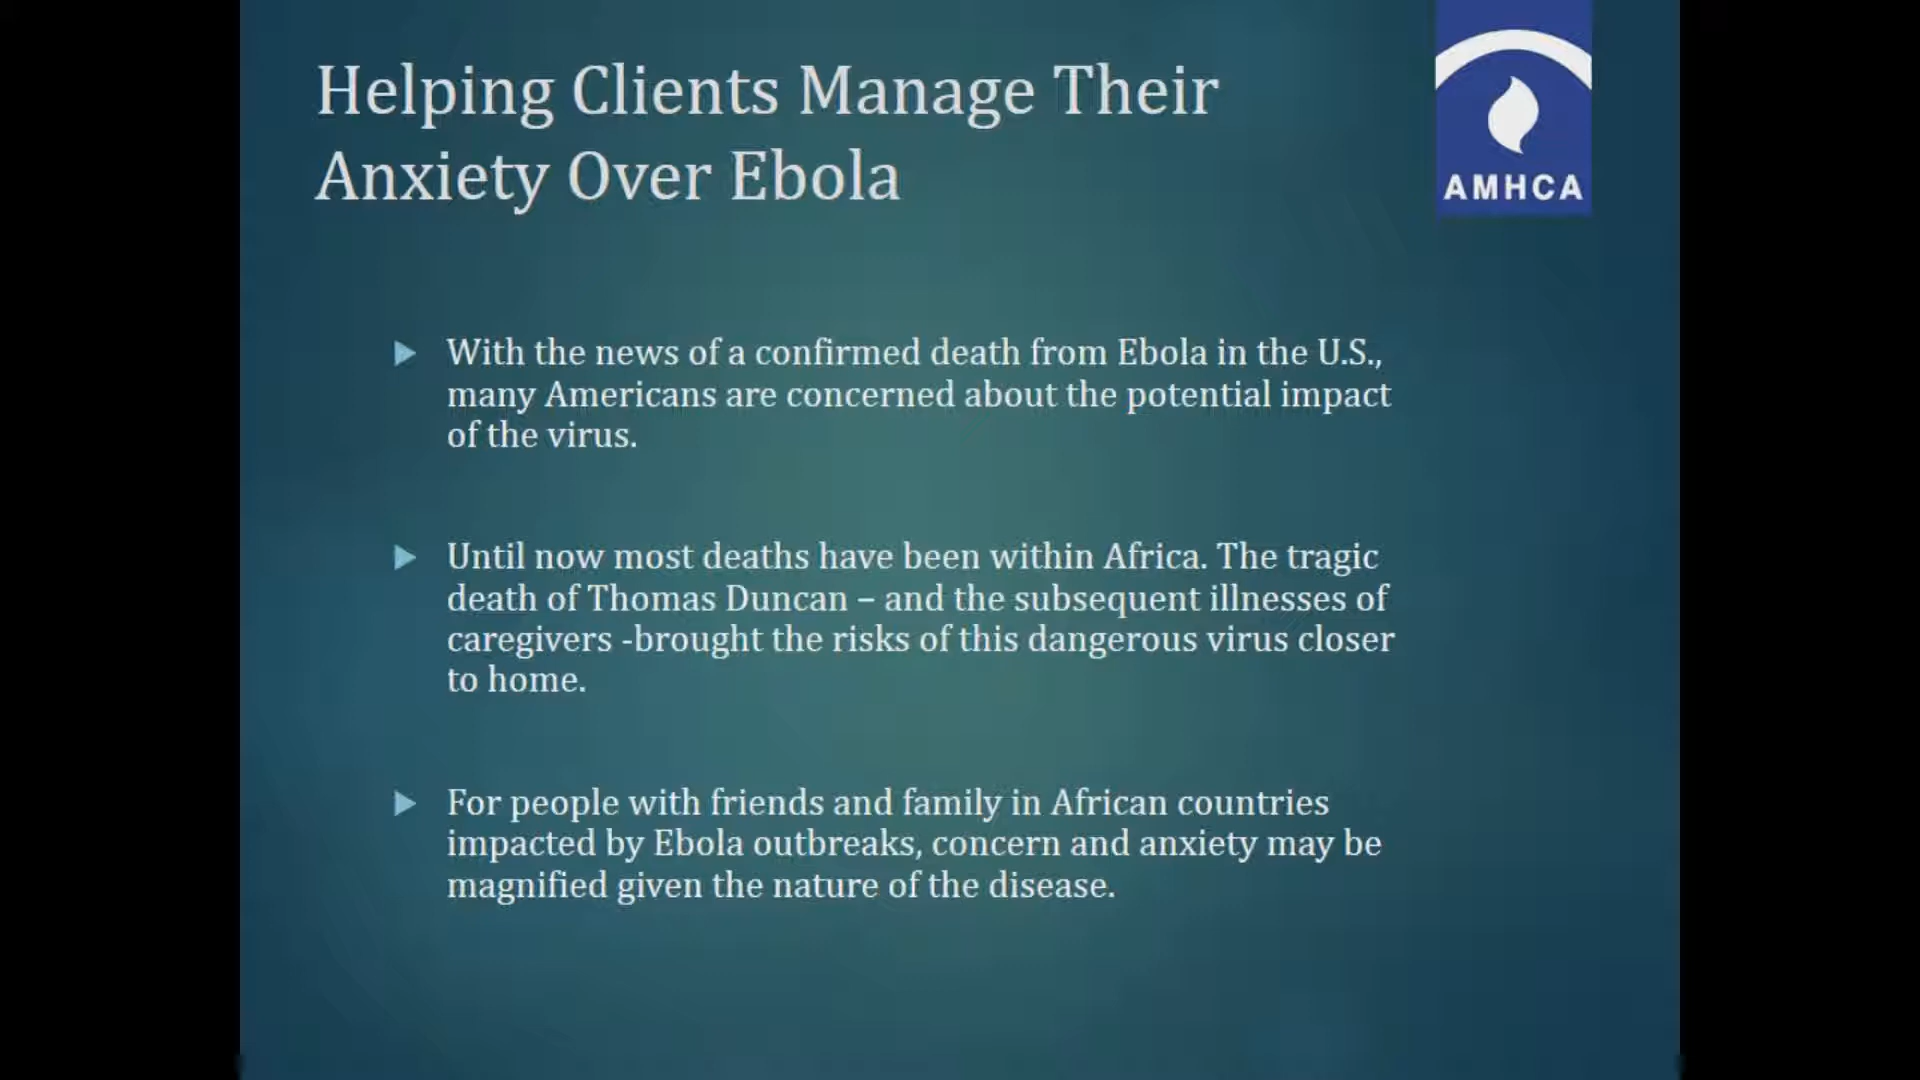 Helping Clients Manage Their
Anxiety Over Ebola
AMHCA
With the news of a confirmed death from Ebola in the U.S.,
many Americans are concerned about the potential impact
of the virus.
Until now most deaths have been within Africa. The tragic
death of Thomas Duncan – and the subsequent illnesses of
caregivers -brought the risks of this dangerous virus closer
to home.
For people with friends and family in African countries
impacted by Ebola outbreaks, concern and anxiety may be
magnified given the nature of the disease.